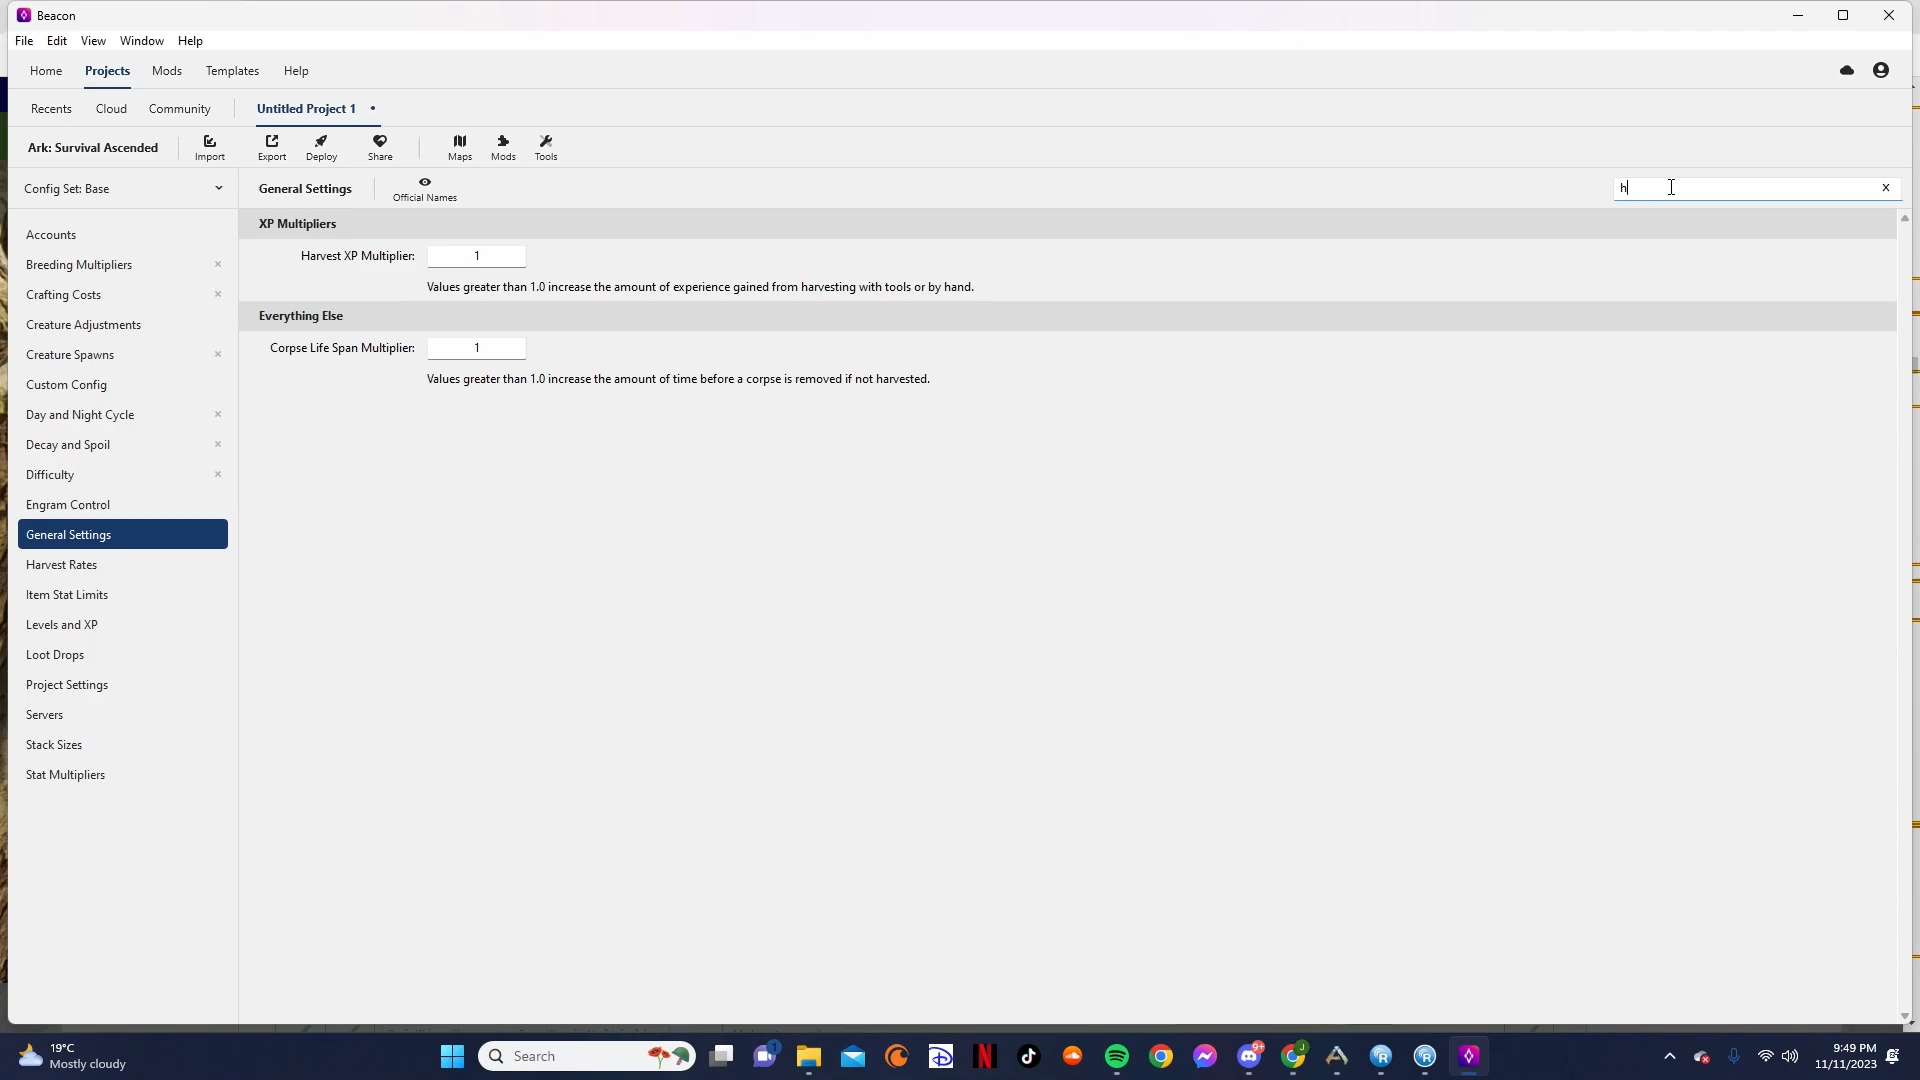 Beacon
File Edit View Window Help
Home Projects Mods Templates Help
Recents Cloud Community Untitled Project 1 •
Ark: Survival Ascended Import Export Deploy Share Maps Mods Tools
Config Set: Base General Settings Official Names h
XP Multipliers
Harvest XP Multiplier: 1
Values greater than 1.0 increase the amount of experience gained from harvesting with tools or by hand.
Everything Else
Corpse Life Span Multiplier: 1
Values greater than 1.0 increase the amount of time before a corpse is removed if not harvested.
Accounts
Breeding Multipliers
Crafting Costs
Creature Adjustments
Creature Spawns
Custom Config
Day and Night Cycle
Decay and Spoil
Difficulty
Engram Control
General Settings
Harvest Rates
Item Stat Limits
Levels and XP
Loot Drops
Project Settings
Servers
Stack Sizes
Stat Multipliers
19°C
Mostly cloudy
Search
1
9+
J
9:49 PM
11/11/2023